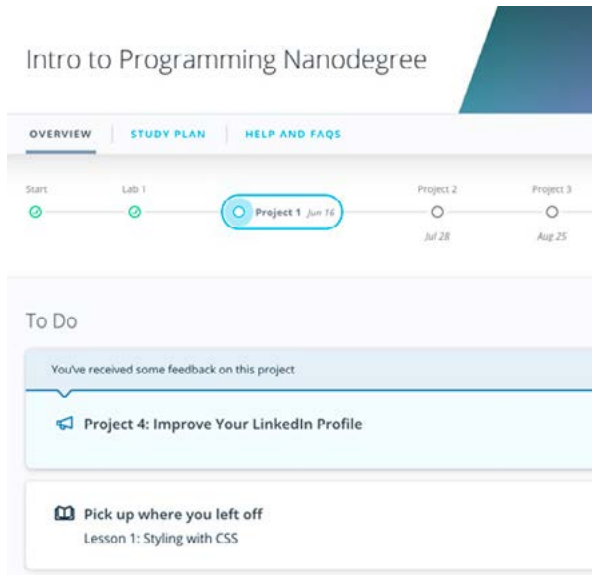 Intro to Programming Nanodegree
OVERVIEW STUDY PLAN HELP AND FAQS
Start Lab 1 Project 2 Project 3
Project 1 Jun 16
Jul 28 Aug 25
To Do
You've received some feedback on this project
Project 4: Improve Your LinkedIn Profile
Pick up where you left off
Lesson 1: Styling with CSS